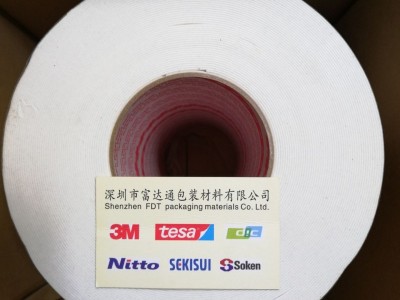 深圳市富达通包装材料有限公司
Shenzhen FDT packaging materials Co. Ltd.
3M tesa dic
Nitto SEKISUI Soken